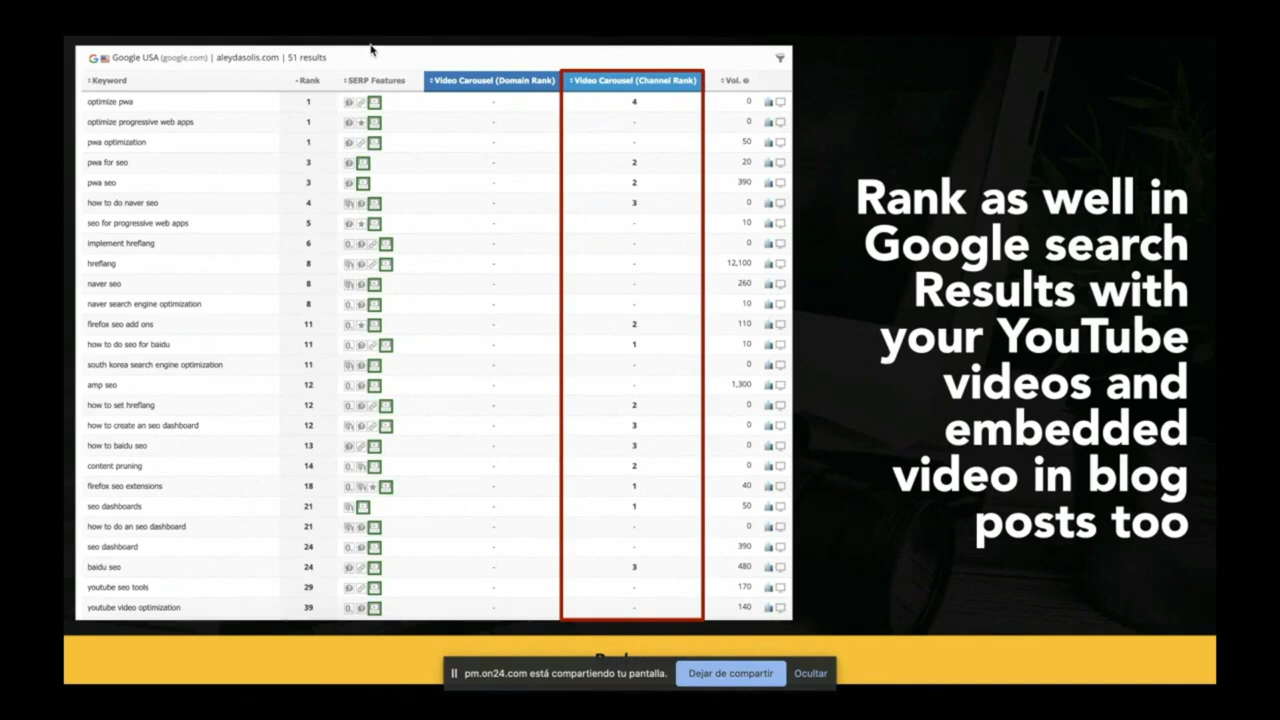 Google USA (google.com) | aleydasolis.com | 51 results
Keyword Rank SERP Features Video Carousel (Domain Rank) Video Carousel (Channel Rank) Vol.
optimize pwa 1 - 4 0
optimize progressive web apps 1 - - 0
pwa optimization 1 - - 50
pwa for seo 3 - 2 20
pwa seo 3 - 2 390
how to do naver seo 4 - 3 0
seo for progressive web apps 5 - - 10
implement hreflang 6 - - 0
hreflang 8 - - 12,100
naver seo 8 - - 260
naver search engine optimization 8 - - 10
firefox seo add ons 11 - 2 110
how to do seo for baidu 11 - 1 10
south korea search engine optimization 11 - - 0
amp seo 12 - - 1,300
how to set hreflang 12 - 2 0
how to create an seo dashboard 12 - 3 0
how to baidu seo 13 - 3 0
content pruning 14 - 2 0
firefox seo extensions 18 - 1 40
seo dashboards 21 - 1 50
how to do an seo dashboard 21 - - 0
seo dashboard 24 - - 390
baidu seo 24 - 3 480
youtube seo tools 29 - - 170
youtube video optimization 39 - - 140
Rank as well in
Google search
Results with
your YouTube
videos and
embedded
video in blog
posts too
pm.on24.com está compartiendo tu pantalla. Dejar de compartir Ocultar